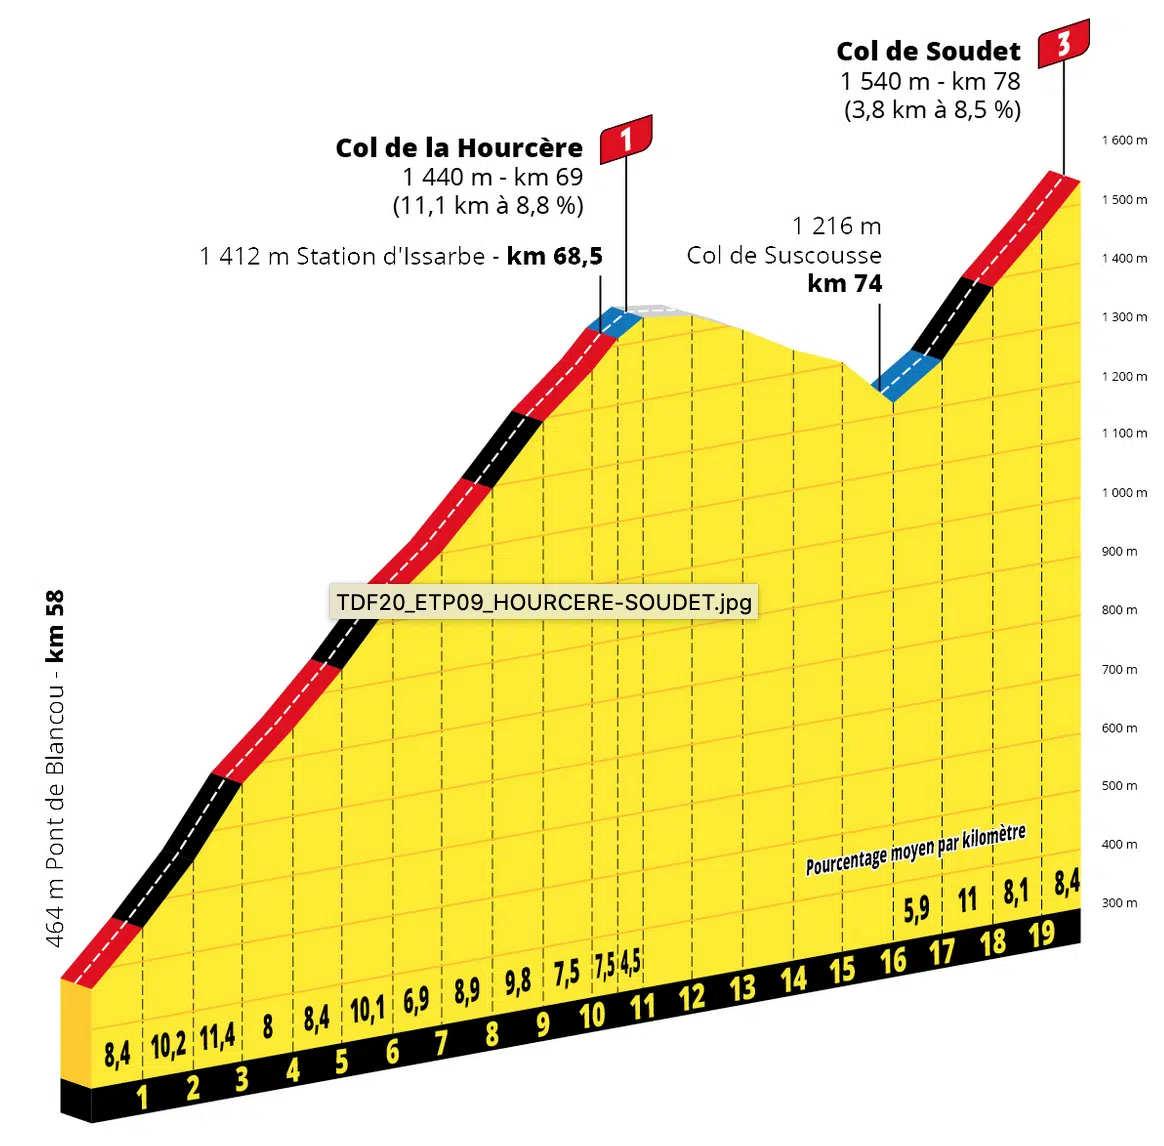 Col de Soudet
3
1 540 m - km 78
(3,8 km à 8,5 %)
Col de la Hourcère
1
1 440 m - km 69
(11,1 km à 8,8 %)
1 412 m Station d'Issarbe - km 68,5
1 216 m
Col de Suscousse
km 74
1 600 m
1 500 m
1 400 m
1 300 m
1 200 m
1 100 m
1 000 m
900 m
800 m
700 m
600 m
500 m
400 m
300 m
464 m Pont de Blancou - km 58
TDF20_ETP09_HOURCERE-SOUDET.jpg
Pourcentage moyen par kilomètre
8,4 10,2 11,4 8 8,4 10,1 6,9 8,9 9,8 7,5 7,5 4,5 5,9 11 8,1 8,4
1 2 3 4 5 6 7 8 9 10 11 12 13 14 15 16 17 18 19